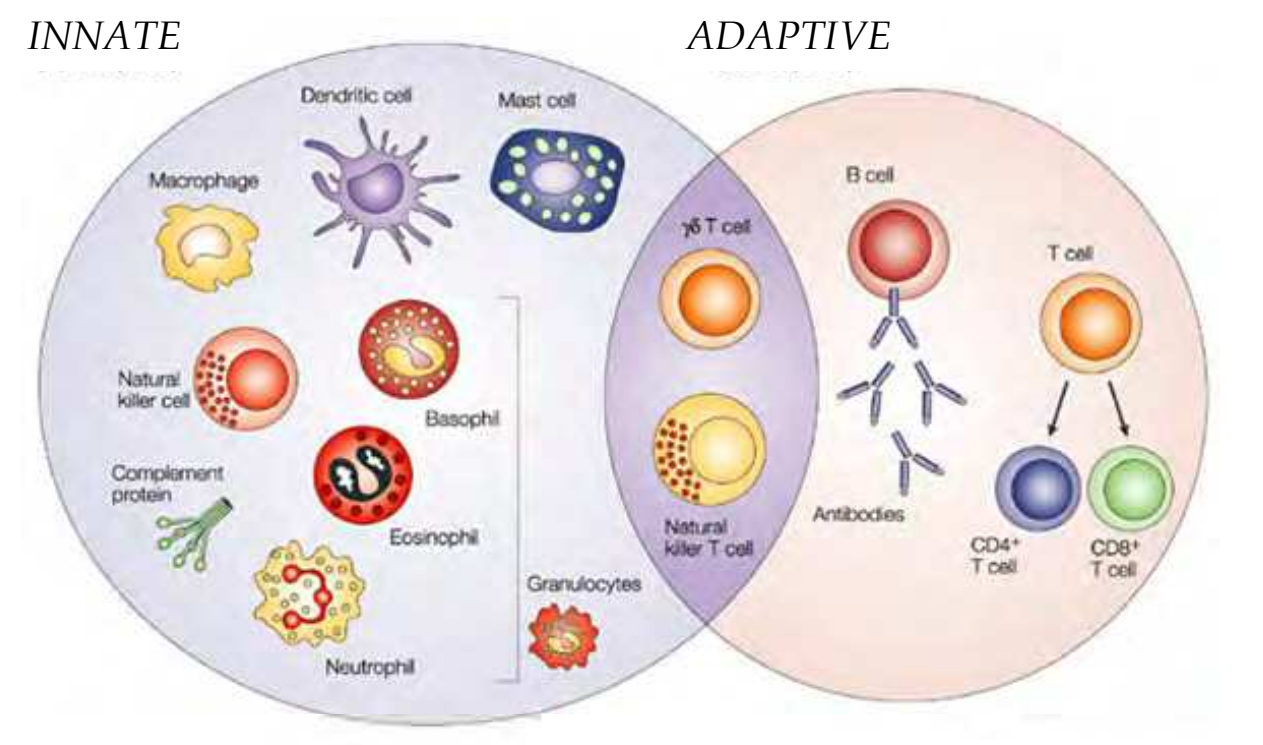 INNATE
ADAPTIVE
Dendritic cell
Mast cell
Macrophage
B cell
γδ T cell
T cell
Natural
killer cell
Basophil
Complement
protein
Antibodies
Natural
killer T cell
Eosinophil
CD4⁺
T cell
CD8⁺
T cell
Granulocytes
Neutrophil